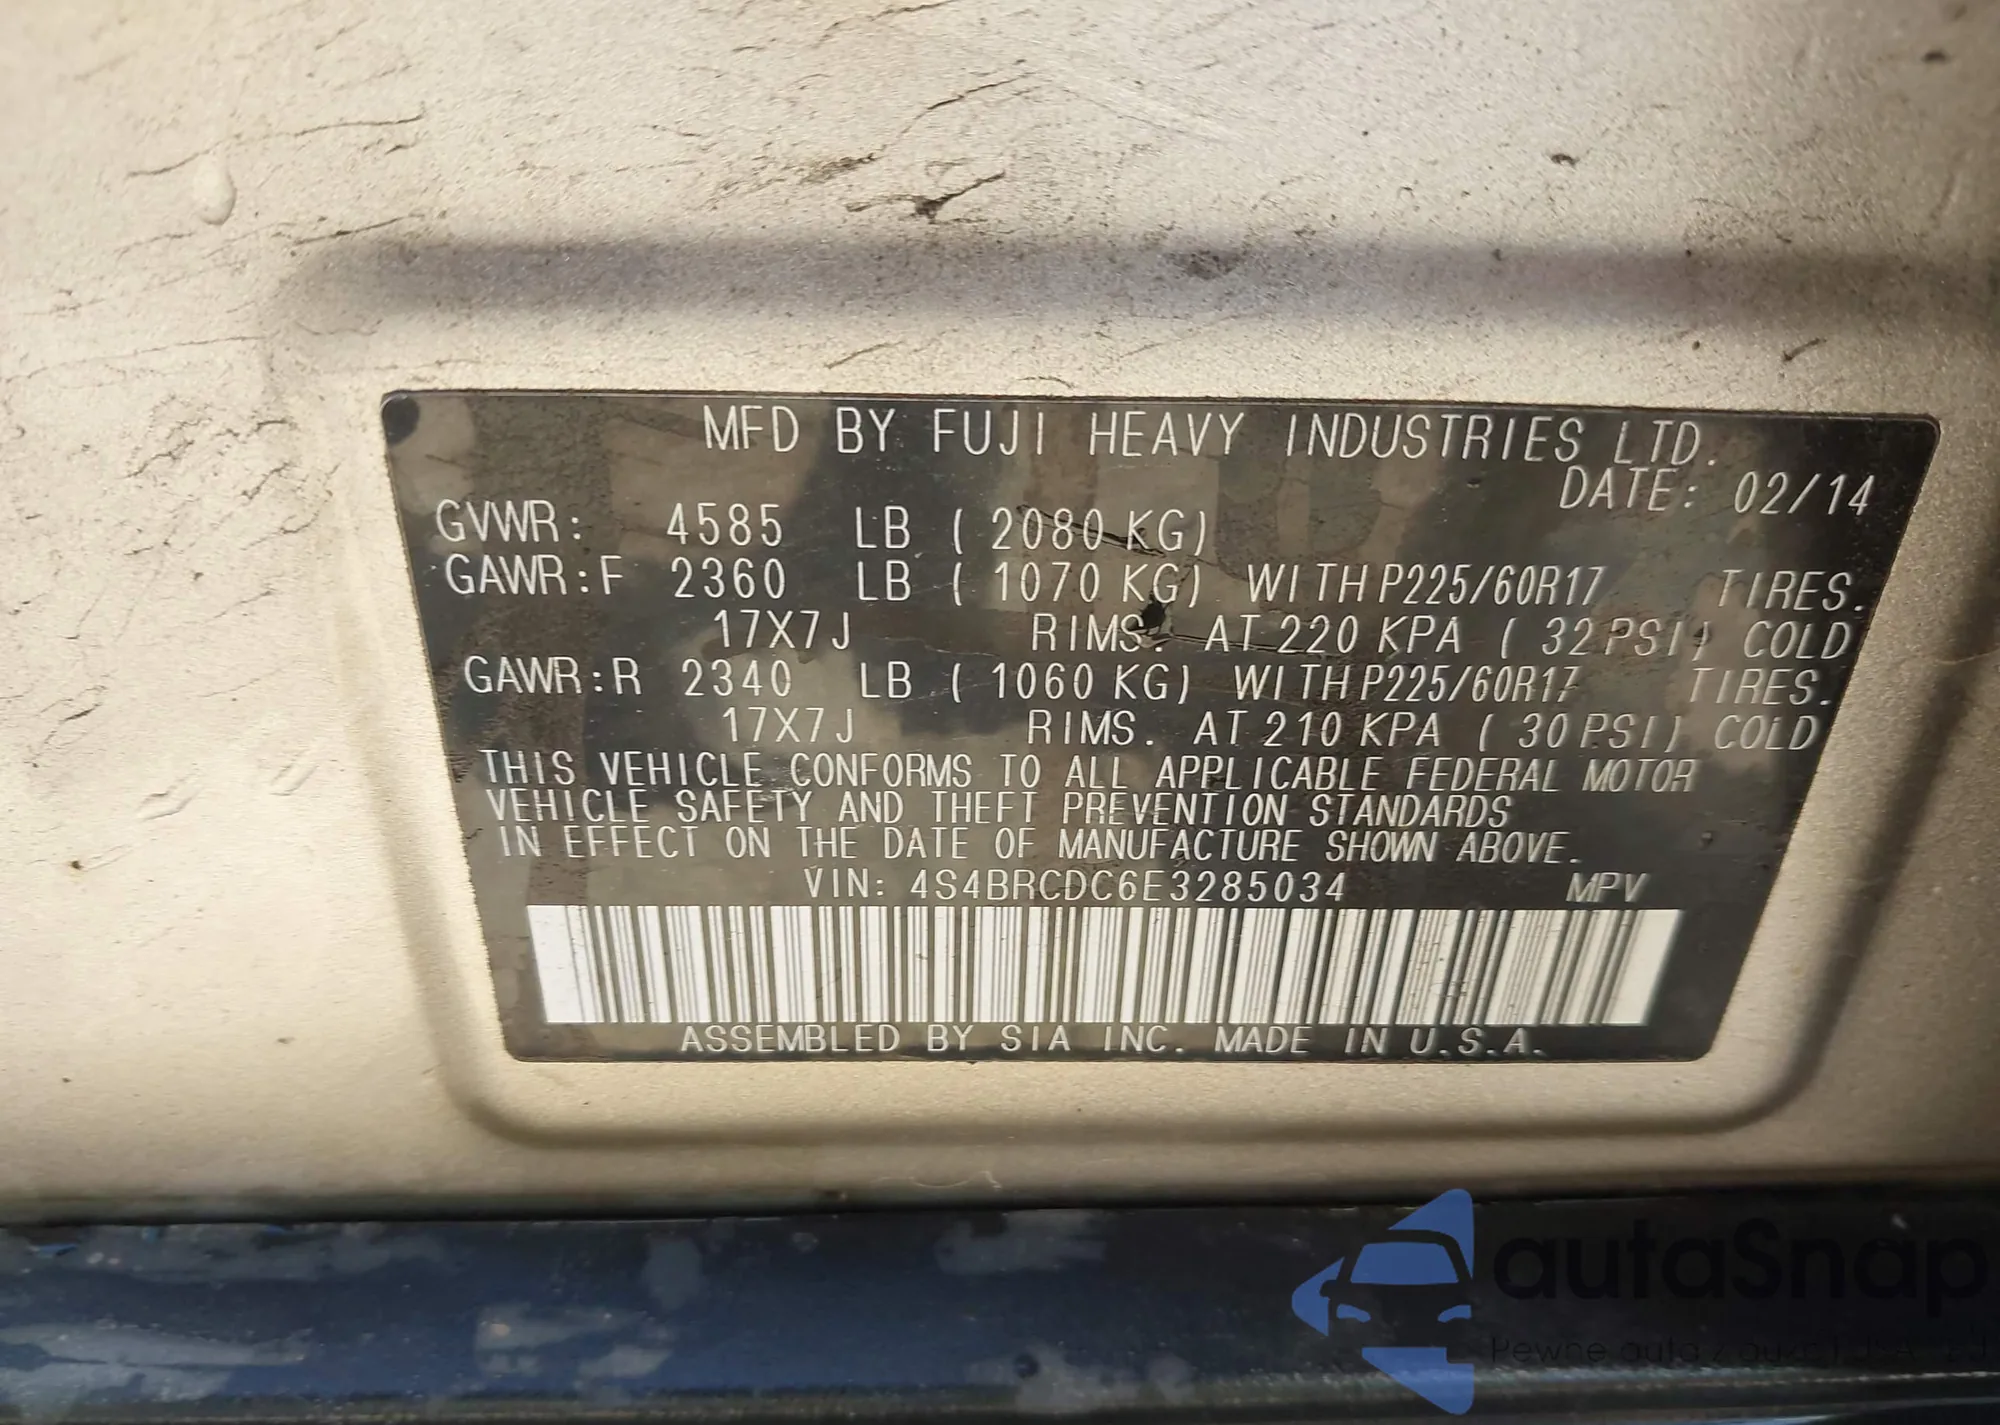 MFD BY FUJI HEAVY INDUSTRIES LTD.
DATE: 02/14
GVWR: 4585 LB ( 2080 KG)
GAWR:F 2360 LB ( 1070 KG) WITH P225/60R17 TIRES.
17X7J RIMS. AT 220 KPA ( 32 PSI) COLD
GAWR:R 2340 LB ( 1060 KG) WITH P225/60R17 TIRES.
17X7J RIMS. AT 210 KPA ( 30 PSI) COLD
THIS VEHICLE CONFORMS TO ALL APPLICABLE FEDERAL MOTOR
VEHICLE SAFETY AND THEFT PREVENTION STANDARDS
IN EFFECT ON THE DATE OF MANUFACTURE SHOWN ABOVE.
VIN: 4S4BRCDC6E3285034 MPV
ASSEMBLED BY SIA INC. MADE IN U.S.A.
autaSnap
Pewne auta z